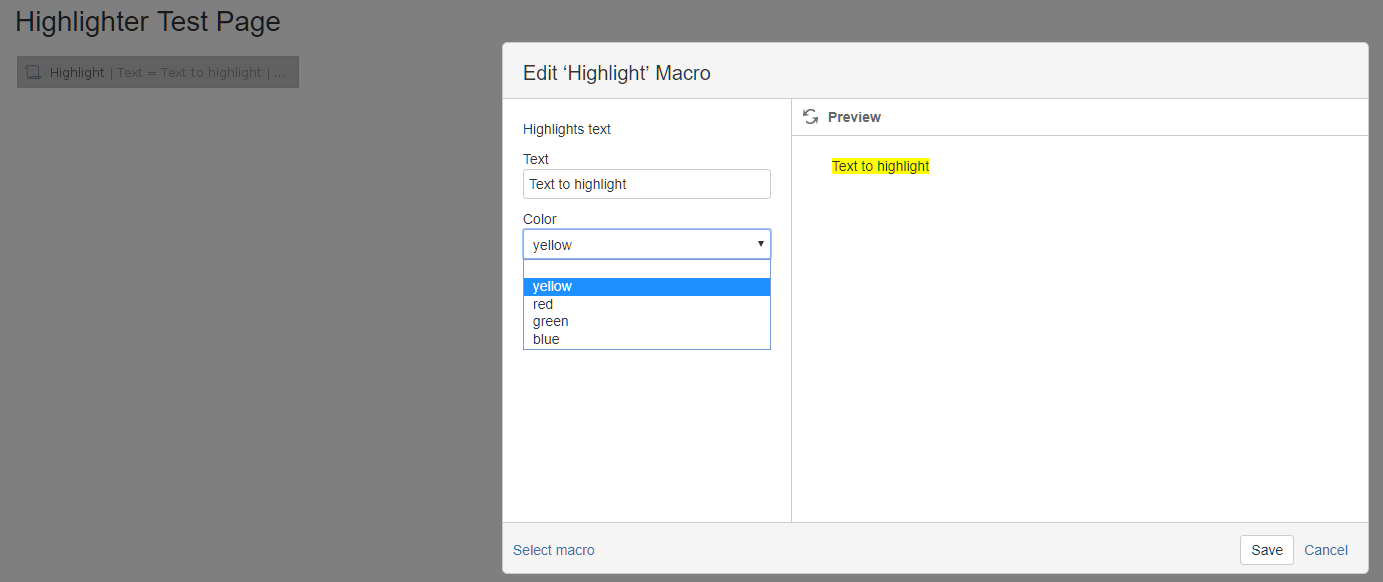 Highlighter Test Page
Highlight | Text = Text to highlight | ...
Edit ‘Highlight’ Macro
Highlights text
Text
Text to highlight
Color
yellow
yellow
red
green
blue
Preview
Text to highlight
Select macro
Save
Cancel